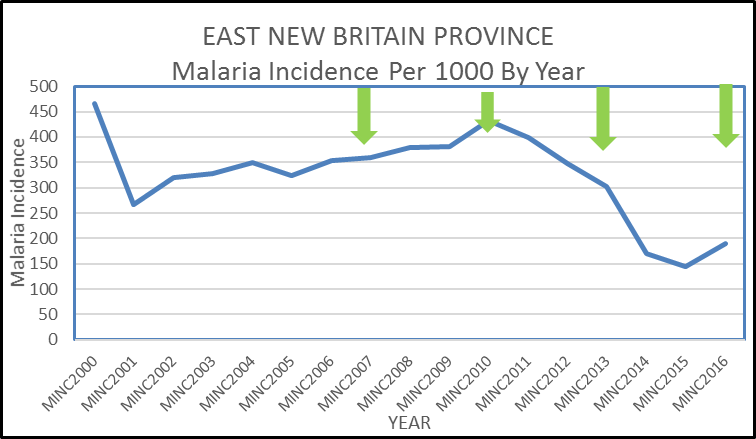 EAST NEW BRITAIN PROVINCE
Malaria Incidence Per 1000 By Year
Malaria Incidence
500
450
400
350
300
250
200
150
100
50
0
MINC2000
MINC2001
MINC2002
MINC2003
MINC2004
MINC2005
MINC2006
MINC2007
MINC2008
MINC2009
MINC2010
MINC2011
MINC2012
MINC2013
MINC2014
MINC2015
MINC2016
YEAR